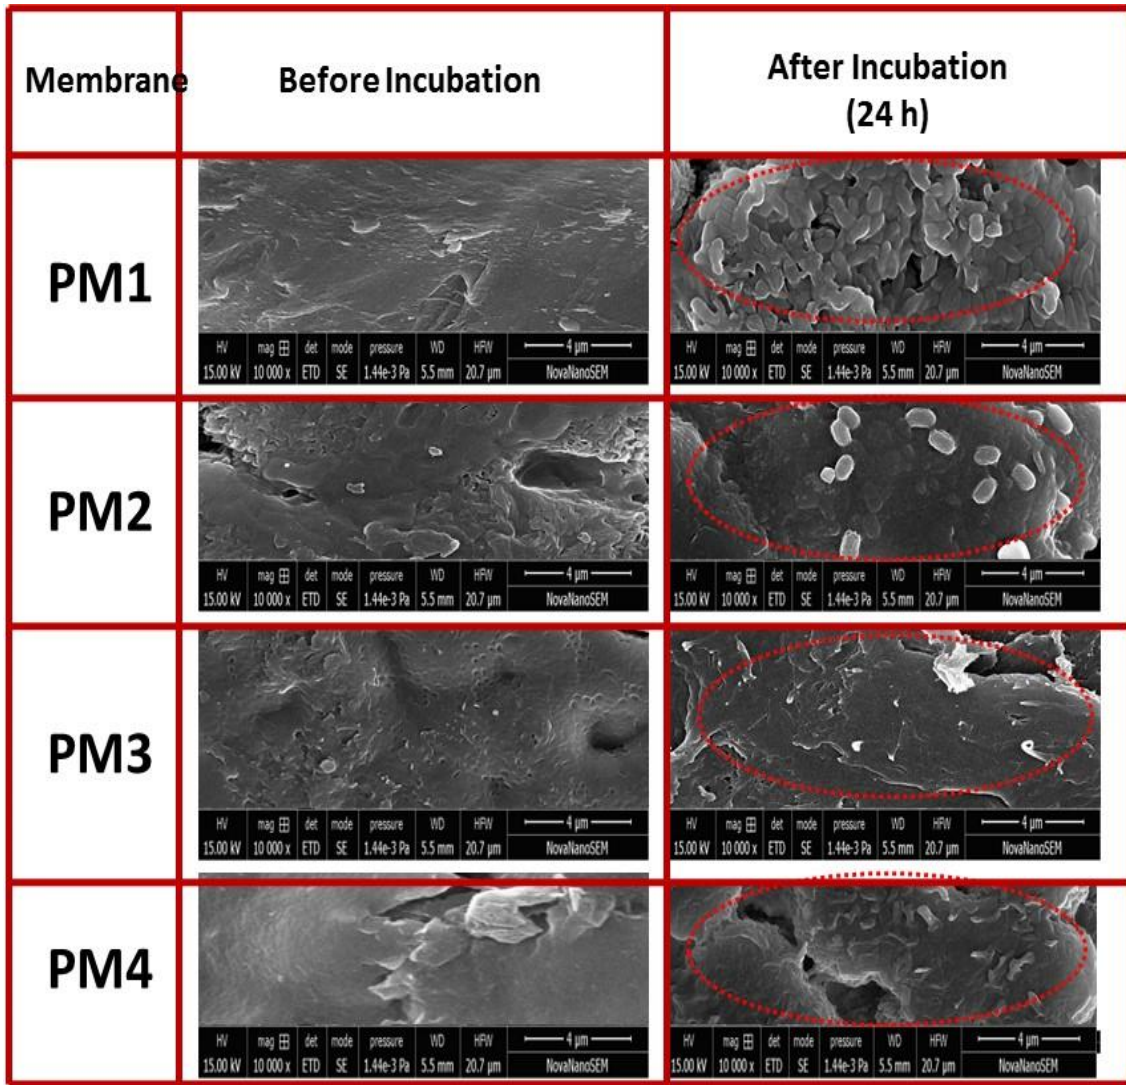 Membrane
Before Incubation
After Incubation
(24 h)
PM1
HV mag det mode pressure WD HFW 4 µm
15.00 kV 10 000 x ETD SE 1.44e-3 Pa 5.5 mm 20.7 µm NovaNanoSEM
HV mag det mode pressure WD HFW 4 µm
15.00 kV 10 000 x ETD SE 1.44e-3 Pa 5.5 mm 20.7 µm NovaNanoSEM
PM2
HV mag det mode pressure WD HFW 4 µm
15.00 kV 10 000 x ETD SE 1.44e-3 Pa 5.5 mm 20.7 µm NovaNanoSEM
HV mag det mode pressure WD HFW 4 µm
15.00 kV 10 000 x ETD SE 1.44e-3 Pa 5.5 mm 20.7 µm NovaNanoSEM
PM3
HV mag det mode pressure WD HFW 4 µm
15.00 kV 10 000 x ETD SE 1.44e-3 Pa 5.5 mm 20.7 µm NovaNanoSEM
HV mag det mode pressure WD HFW 4 µm
15.00 kV 10 000 x ETD SE 1.44e-3 Pa 5.5 mm 20.7 µm NovaNanoSEM
PM4
HV mag det mode pressure WD HFW 4 µm
15.00 kV 10 000 x ETD SE 1.44e-3 Pa 5.5 mm 20.7 µm NovaNanoSEM
HV mag det mode pressure WD HFW 4 µm
15.00 kV 10 000 x ETD SE 1.44e-3 Pa 5.5 mm 20.7 µm NovaNanoSEM